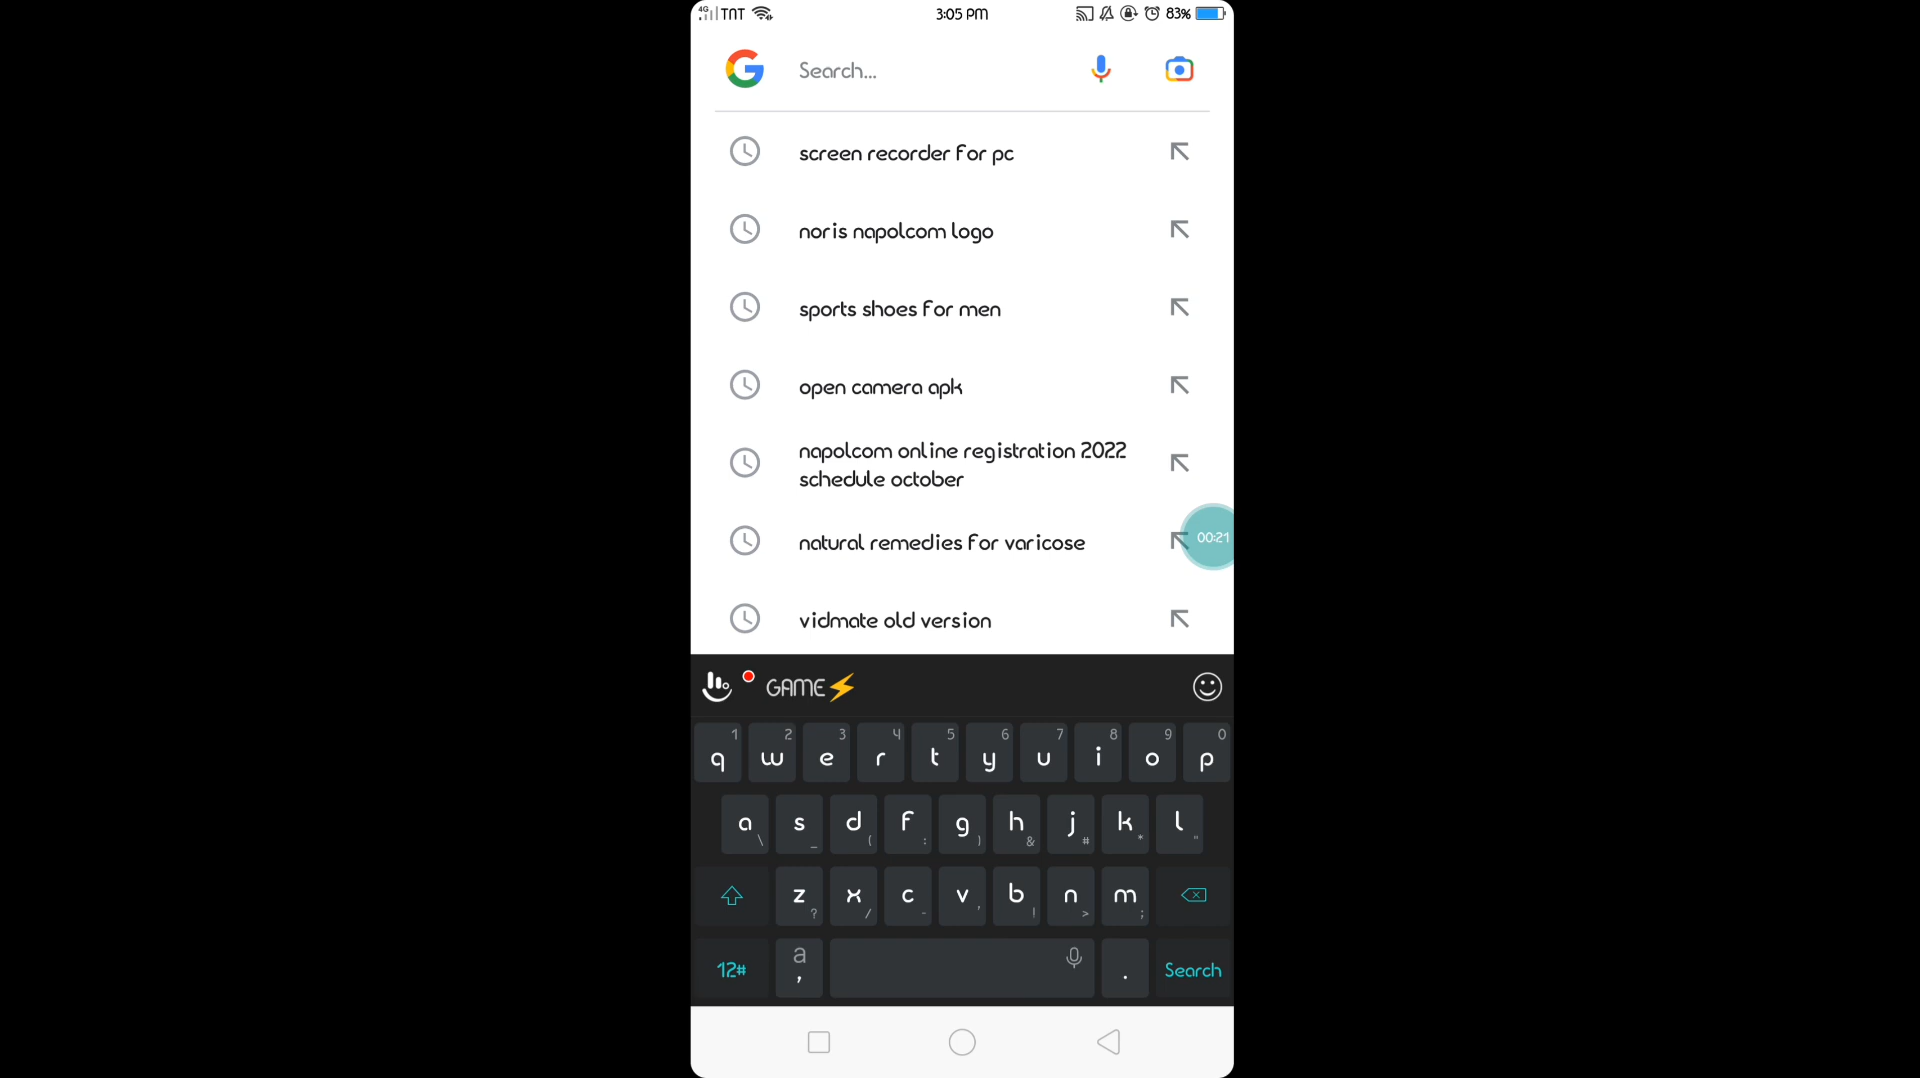 4G TNT 3:05 PM 83%
Search...
screen recorder for pc
noris napolcom logo
sports shoes for men
open camera apk
napolcom online registration 2022
schedule october
natural remedies for varicose
00:21
vidmate old version
GAME⚡
1 2 3 4 5 6 7 8 9 0
q w e r t y u i o p
a s d f g h j k l
\ _ ( : ) & # * "
z x c v b n m
? / - ' ! > ;
12# a , . Search